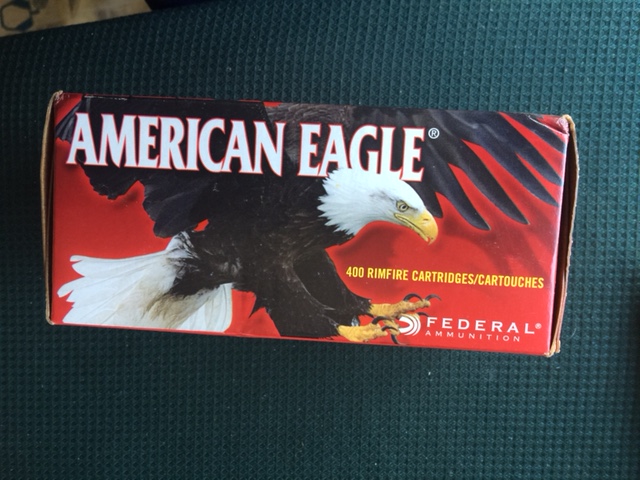 AMERICAN EAGLE®
400 RIMFIRE CARTRIDGES/CARTOUCHES
FEDERAL®
AMMUNITION